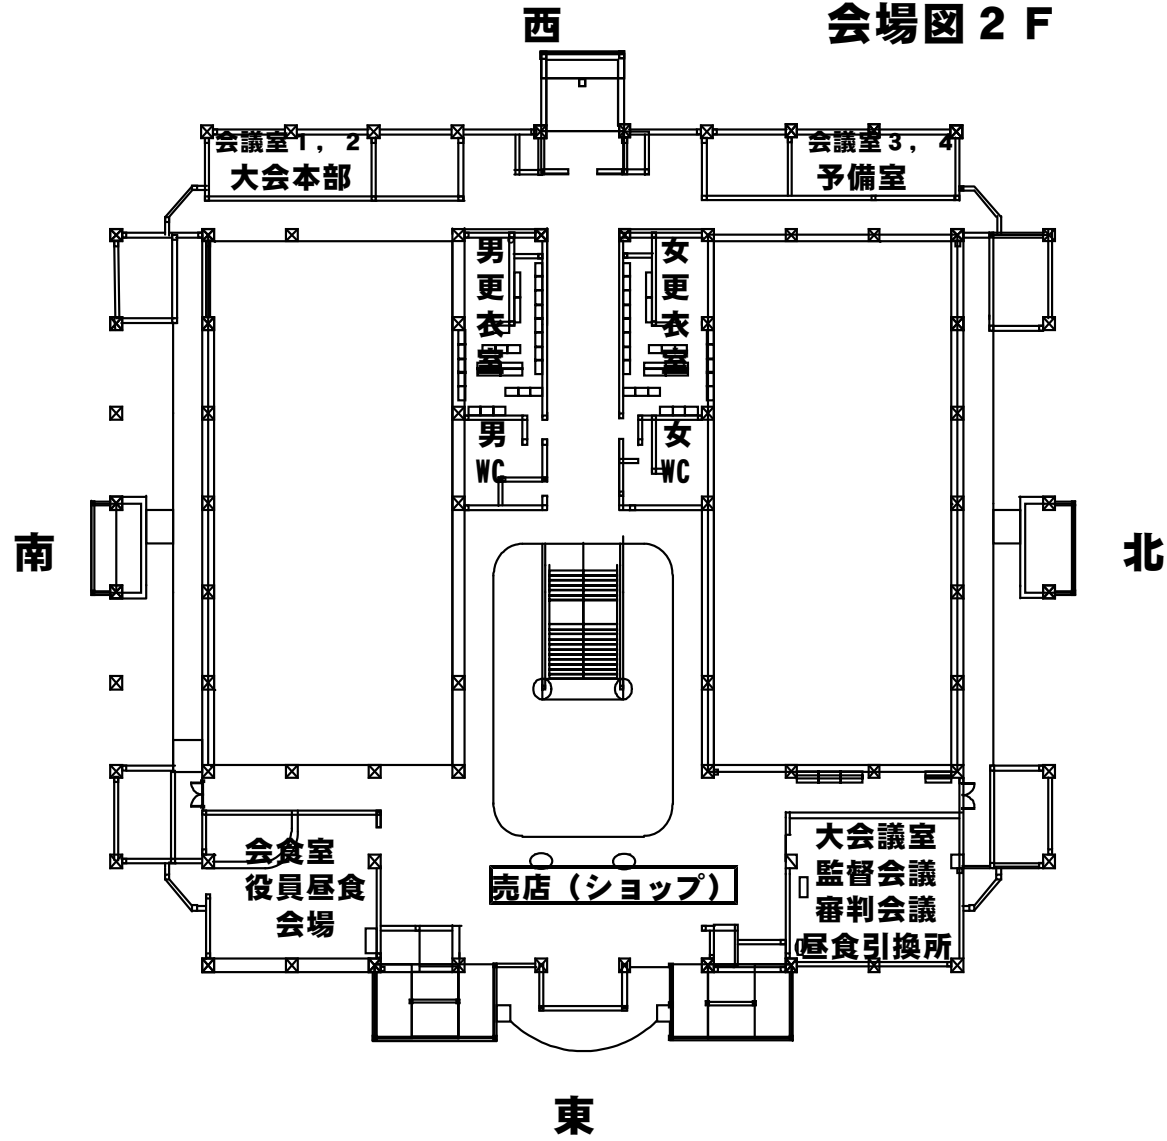 西
会場図２Ｆ
会議室１，２
大会本部
会議室３，４
予備室
男更衣室
女更衣室
男
WC
女
WC
南
北
会食室
役員昼食
会場
売店（ショップ）
大会議室
監督会議
審判会議
昼食引換所
東